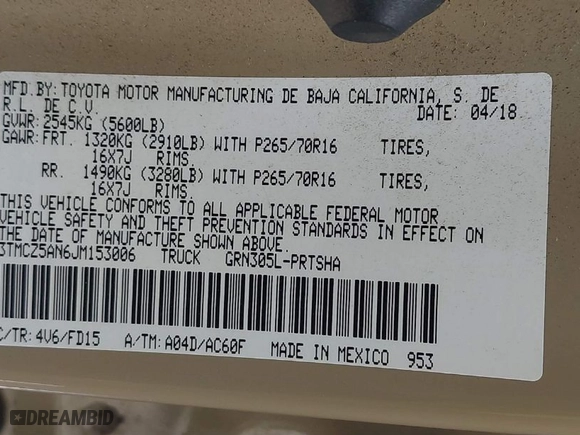 MFD.BY: TOYOTA MOTOR MANUFACTURING DE BAJA CALIFORNIA, S. DE
R.L. DE C.V. DATE: 04/18
GVWR: 2545KG (5600LB)
GAWR: FRT. 1320KG (2910LB) WITH P265/70R16 TIRES,
16X7J RIMS.
RR. 1490KG (3280LB) WITH P265/70R16 TIRES,
16X7J RIMS.
THIS VEHICLE CONFORMS TO ALL APPLICABLE FEDERAL MOTOR
VEHICLE SAFETY AND THEFT PREVENTION STANDARDS IN EFFECT ON
THE DATE OF MANUFACTURE SHOWN ABOVE.
3TMCZ5AN6JM153006 TRUCK GRN305L-PRTSHA
C/TR: 4V6/FD15 A/TM: A04D/AC60F MADE IN MEXICO 953
DREAMBID